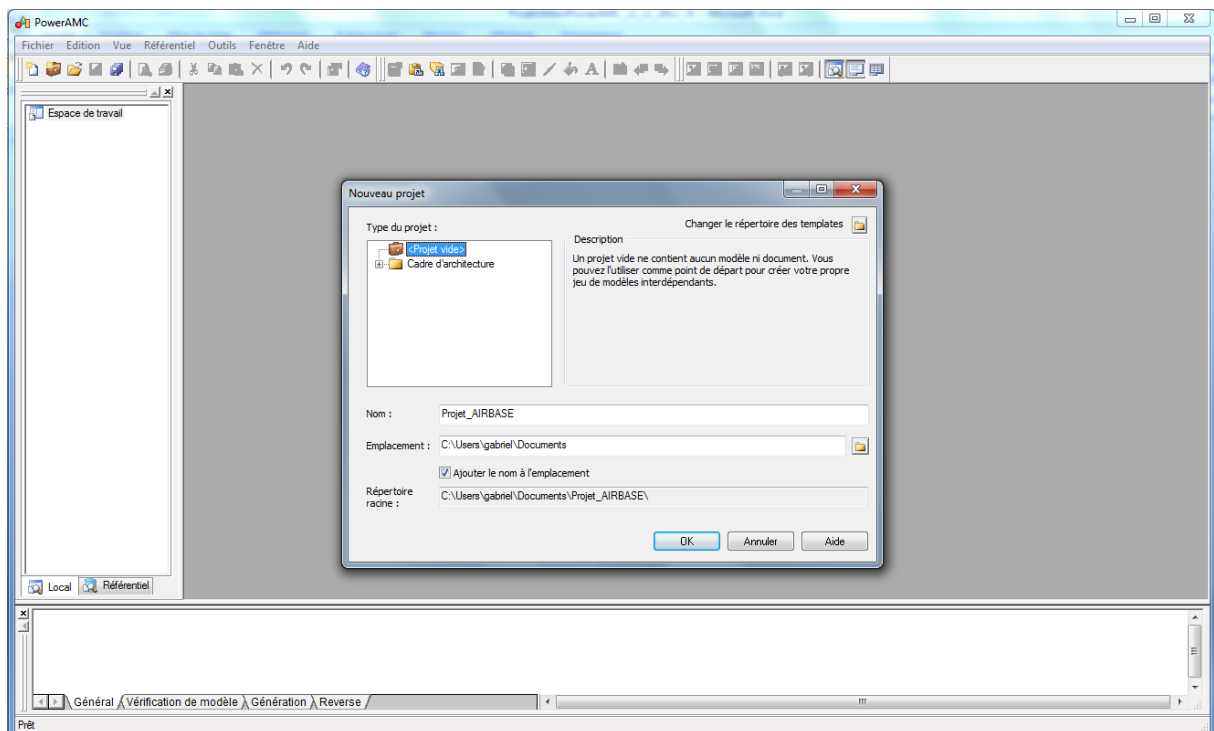 PowerAMC
Fichier Edition Vue Référentiel Outils Fenêtre Aide
Espace de travail
Nouveau projet
Type du projet :
Changer le répertoire des templates
<Projet vide>
Cadre d'architecture
Description
Un projet vide ne contient aucun modèle ni document. Vous
pouvez l'utiliser comme point de départ pour créer votre propre
jeu de modèles interdépendants.
Nom :
Projet_AIRBASE
Emplacement :
C:\Users\gabriel\Documents
Ajouter le nom à l'emplacement
Répertoire
racine :
C:\Users\gabriel\Documents\Projet_AIRBASE\
OK Annuler Aide
Local Référentiel
Général Vérification de modèle Génération Reverse
Prêt